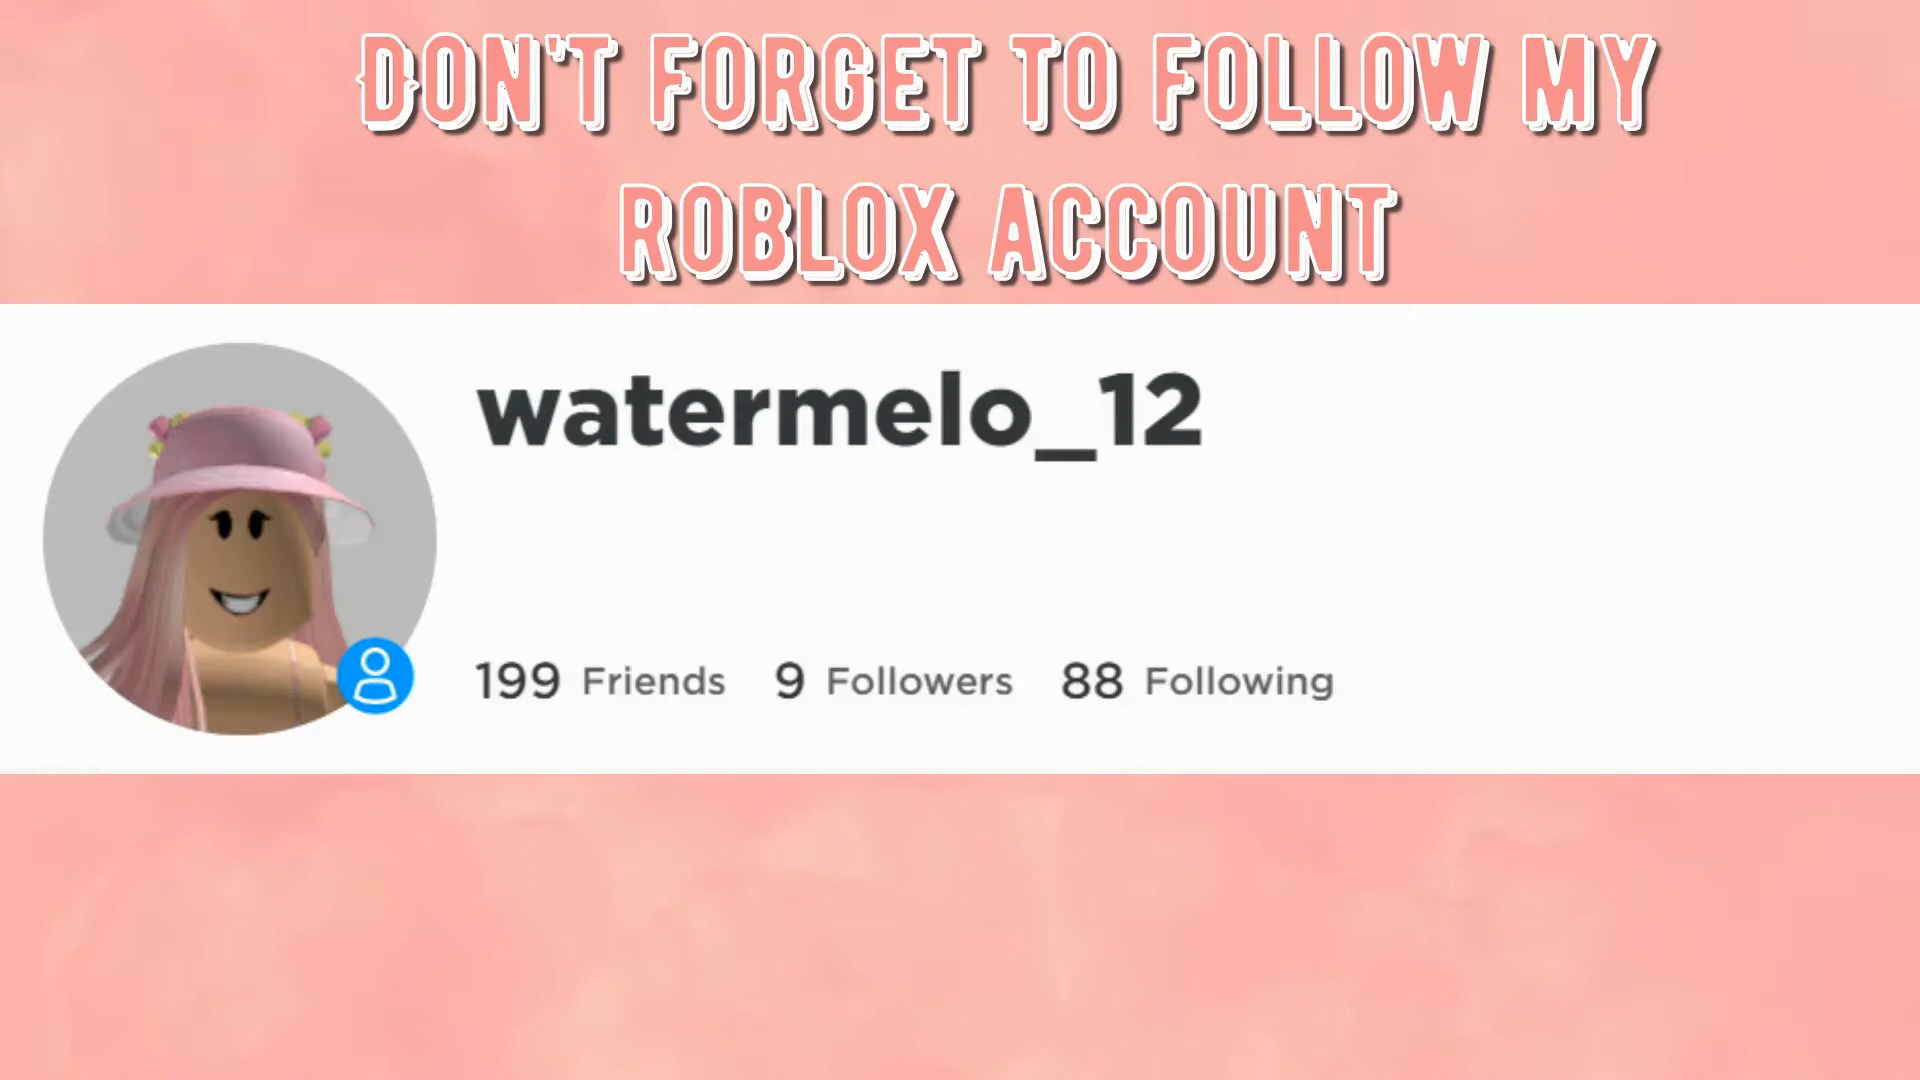 DON'T FORGET TO FOLLOW MY
ROBLOX ACCOUNT
watermelo_12
199 Friends 9 Followers 88 Following